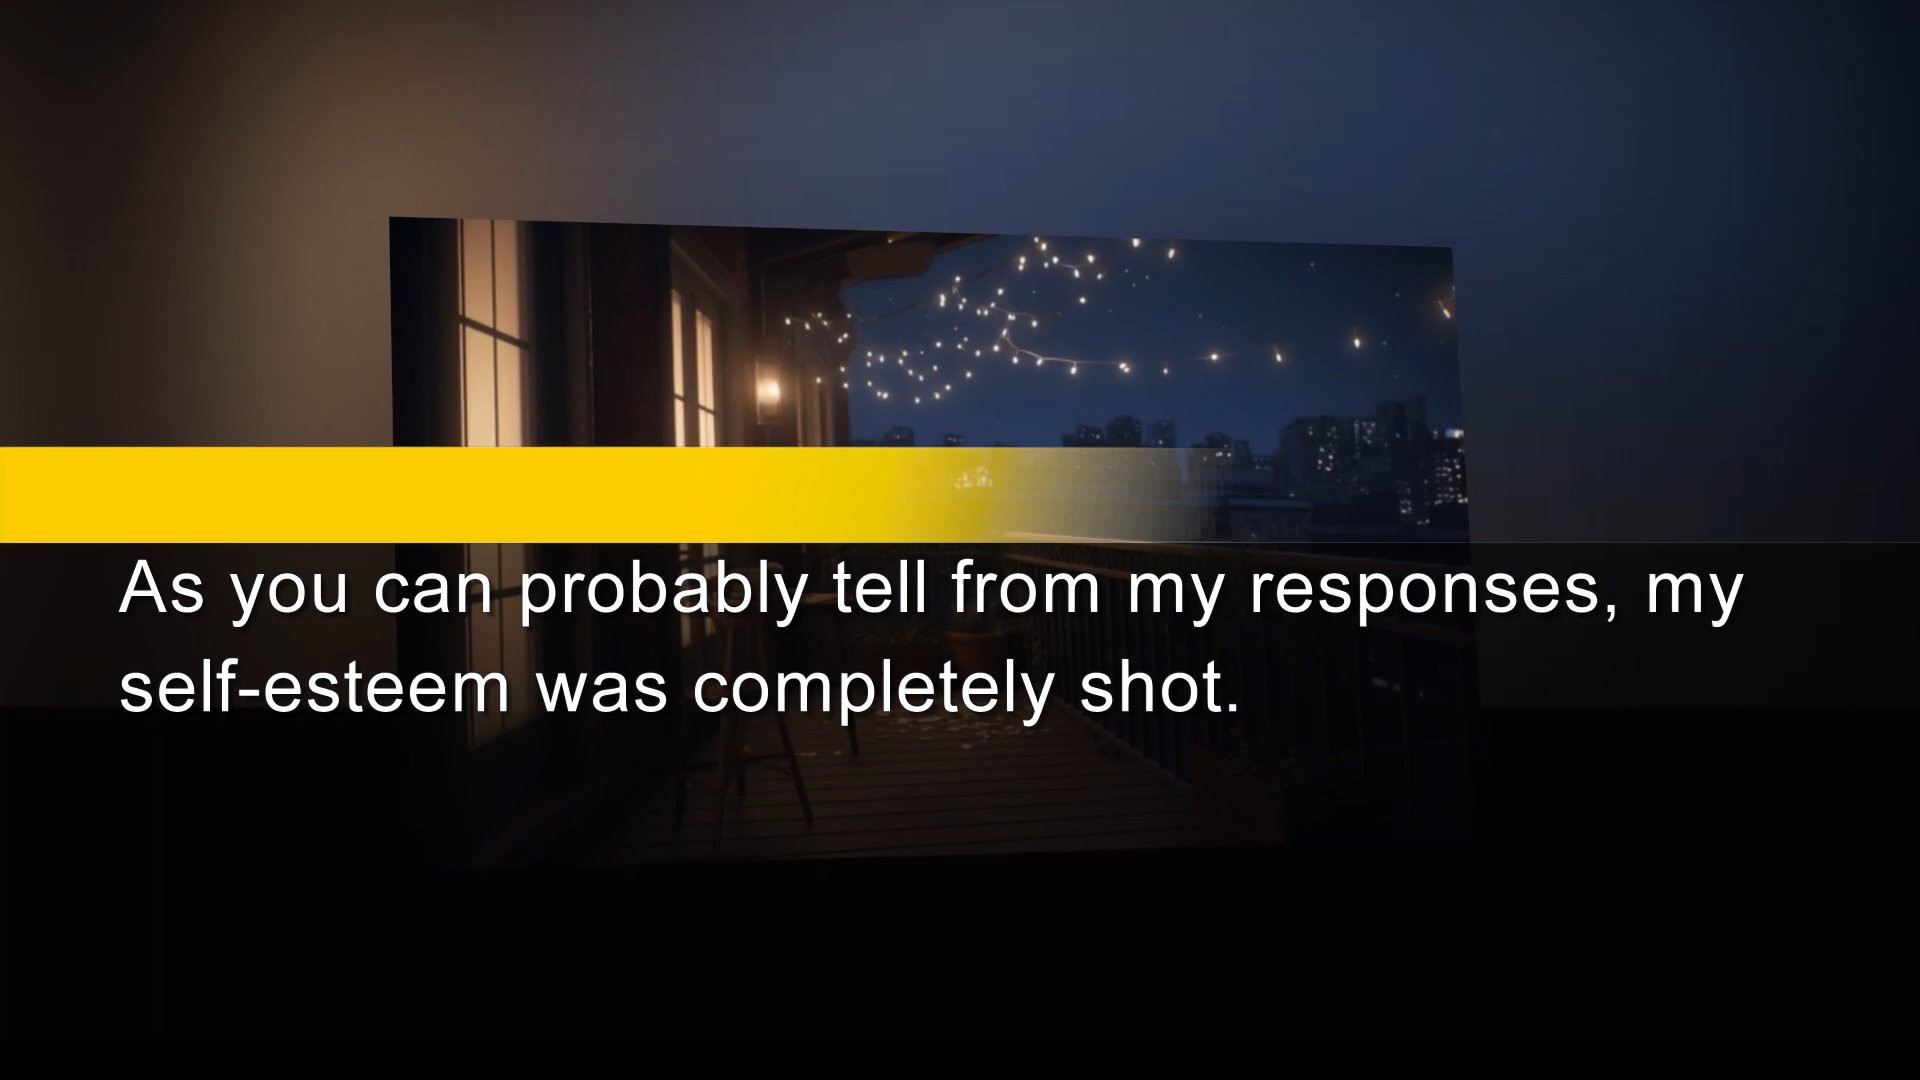 As you can probably tell from my responses, my
self-esteem was completely shot.